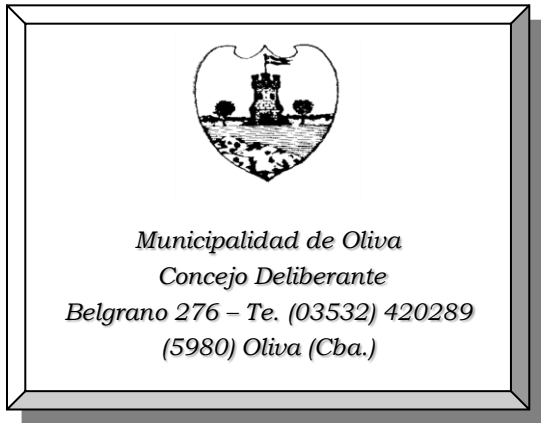 Municipalidad de Oliva
Concejo Deliberante
Belgrano 276 – Te. (03532) 420289
(5980) Oliva (Cba.)